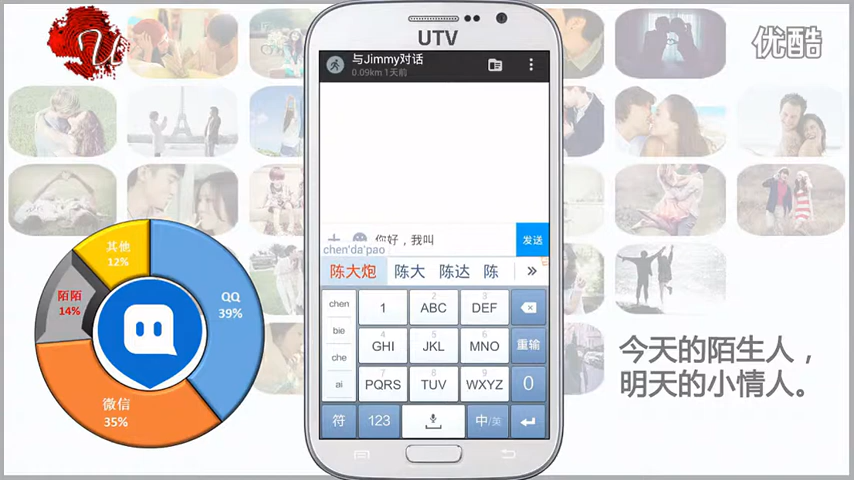 U
优酷
UTV
与Jimmy对话
0.09km 1天前
你好，我叫
发送
chen'da'pao
陈大炮 陈大 陈达 陈 »
chen
bie
che
ai
1
2 ABC
3 DEF
4 GHI
5 JKL
6 MNO
重输
7 PQRS
8 TUV
9 WXYZ
0
符 123 中/英
其他
12%
QQ
39%
陌陌
14%
微信
35%
今天的陌生人，
明天的小情人。